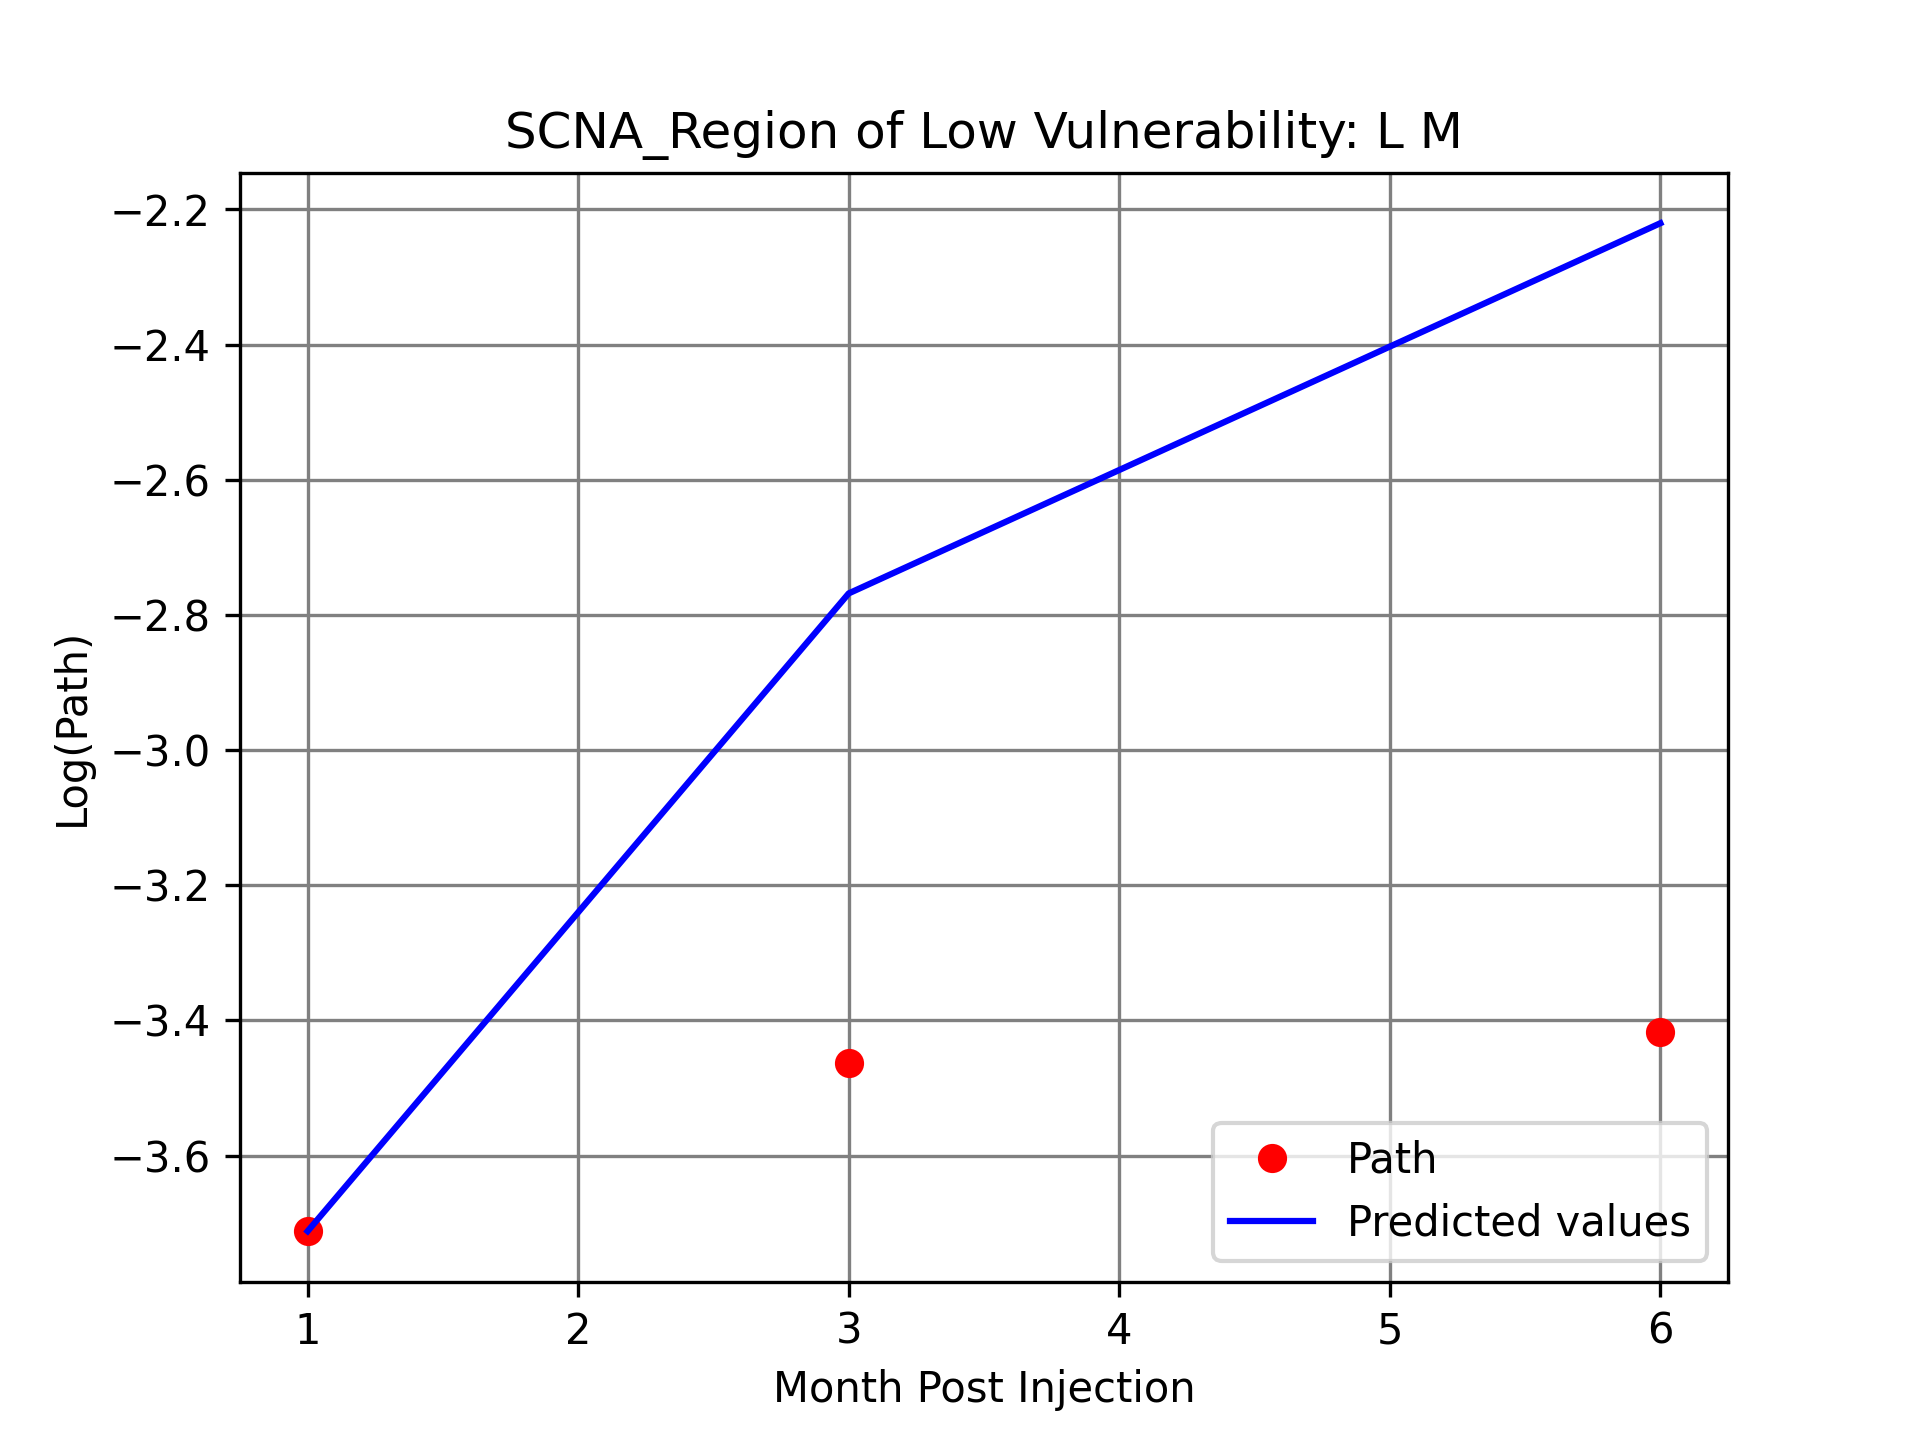 SCNA_Region of Low Vulnerability: L M
Log(Path)
−2.2
−2.4
−2.6
−2.8
−3.0
−3.2
−3.4
−3.6
1 2 3 4 5 6
Month Post Injection
Path
Predicted values